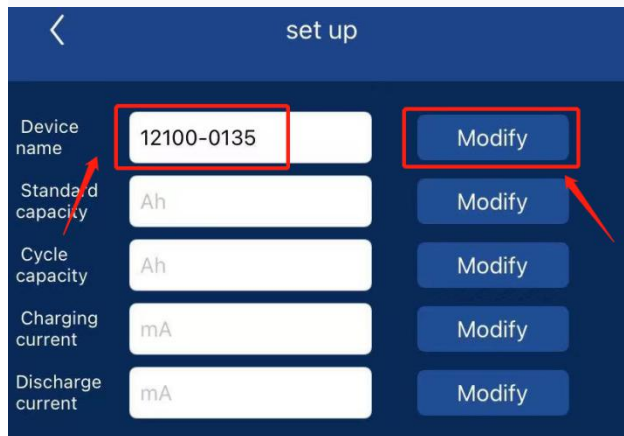 set up
Device
name
12100-0135
Modify
Standard
capacity
Ah
Modify
Cycle
capacity
Ah
Modify
Charging
current
mA
Modify
Discharge
current
mA
Modify